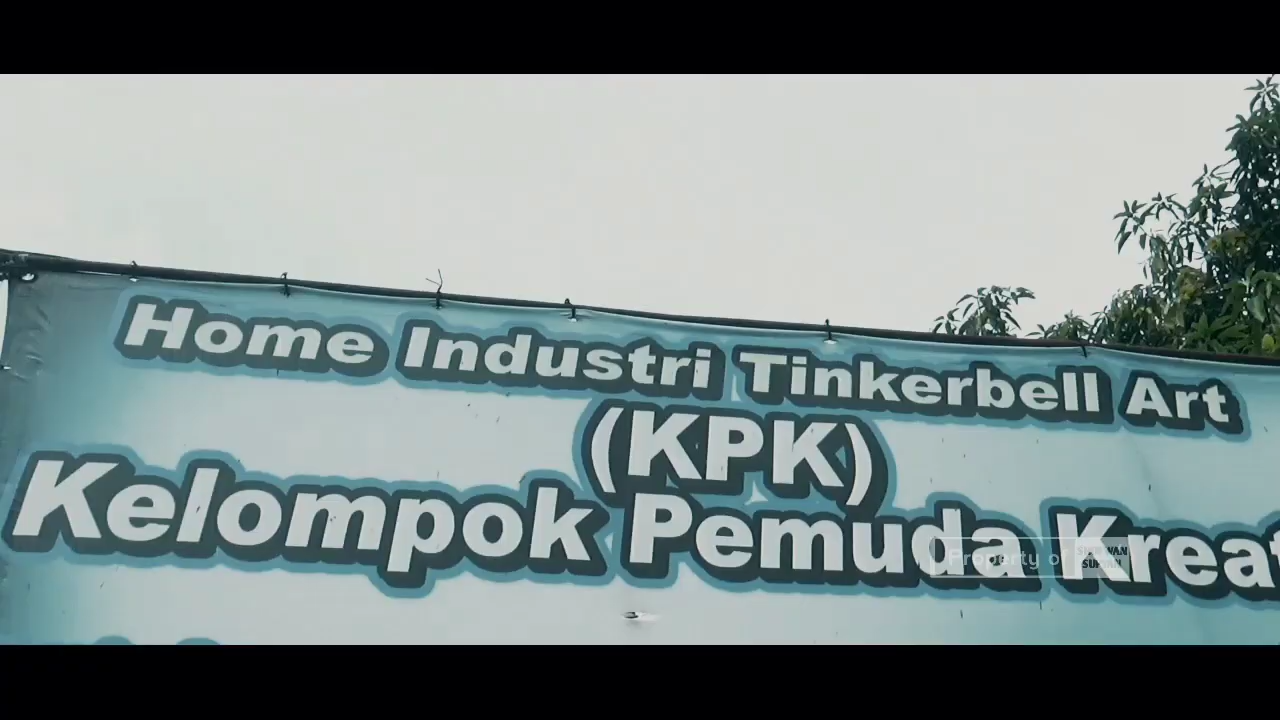 Home Industri Tinkerbell Art
(KPK)
Kelompok Pemuda Kreat
Property of